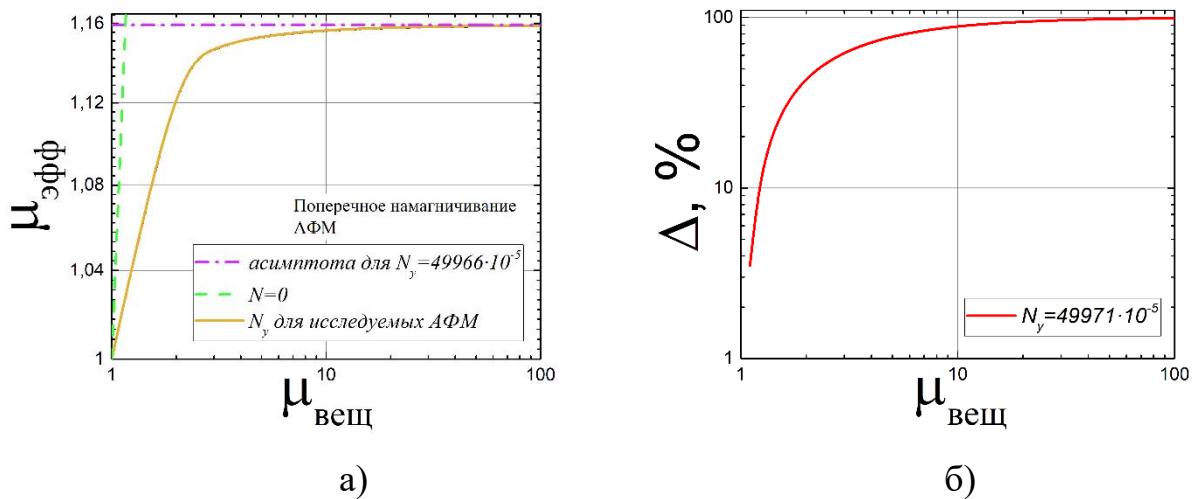 1,16
1,12
1,08
1,04
1
μэфф
Поперечное намагничивание
АФМ
асимптота для Ny=49966·10⁻⁵
N=0
Ny для исследуемых АФМ
1 10 100
μвещ
а)
100
10
1
Δ, %
Ny=49971·10⁻⁵
1 10 100
μвещ
б)